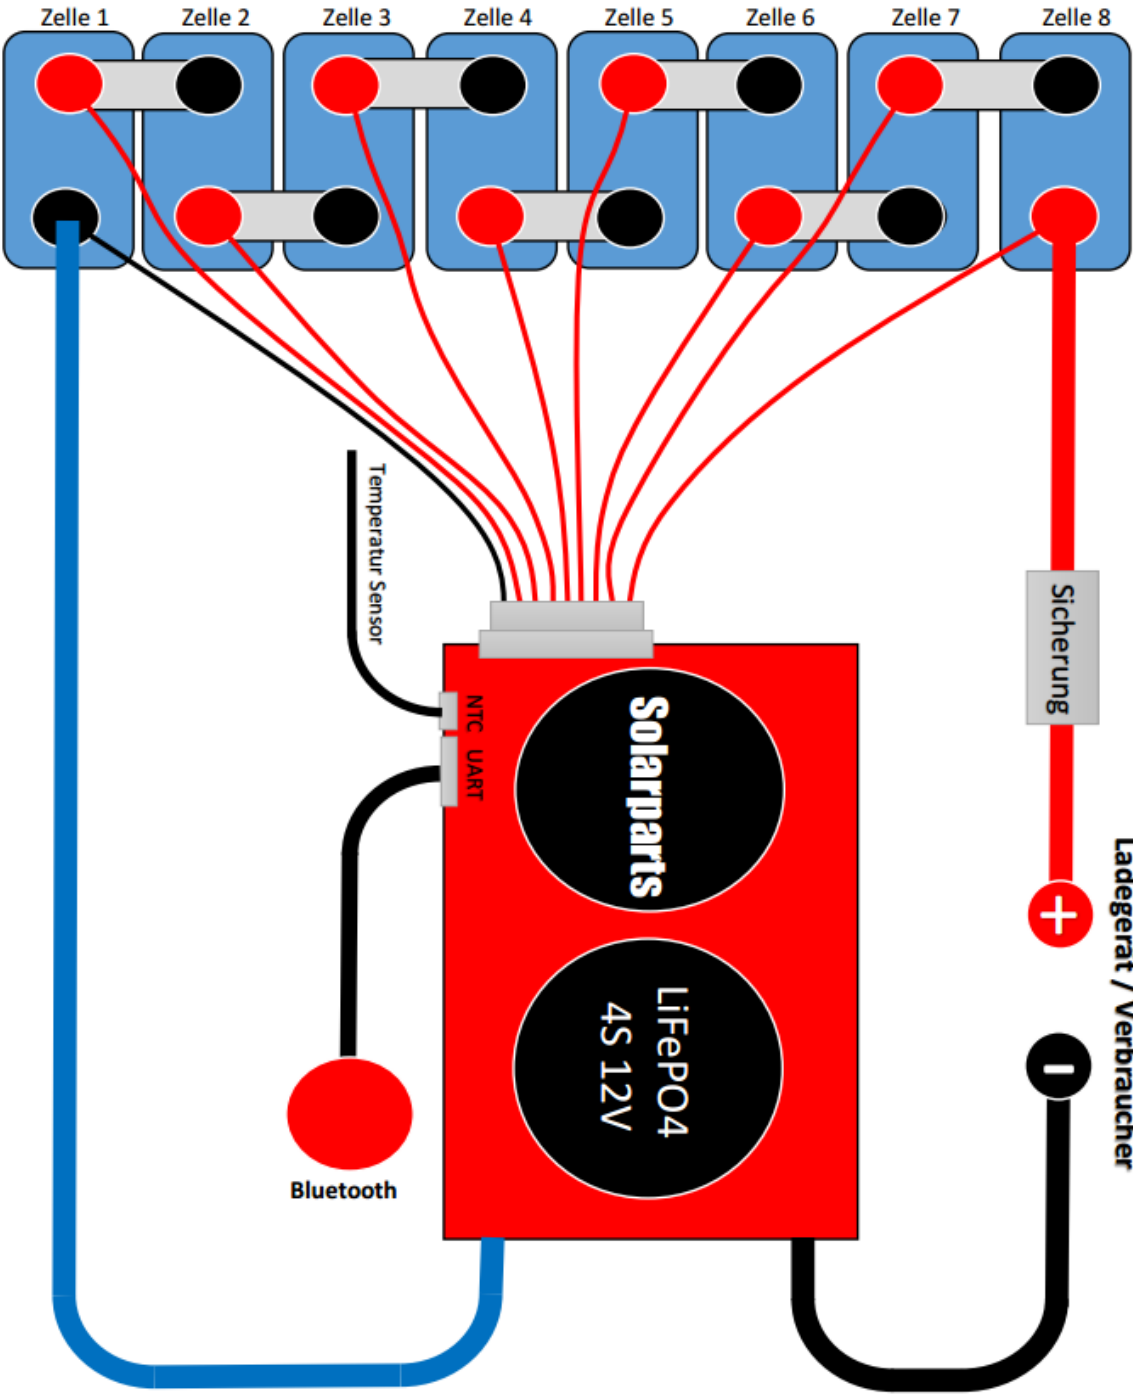 Zelle 1
Zelle 2
Zelle 3
Zelle 4
Zelle 5
Zelle 6
Zelle 7
Zelle 8
Temperatur Sensor
Sicherung
NTC
UART
Solarparts
Ladegerät / Verbraucher
+
-
LiFePO4
4S 12V
Bluetooth